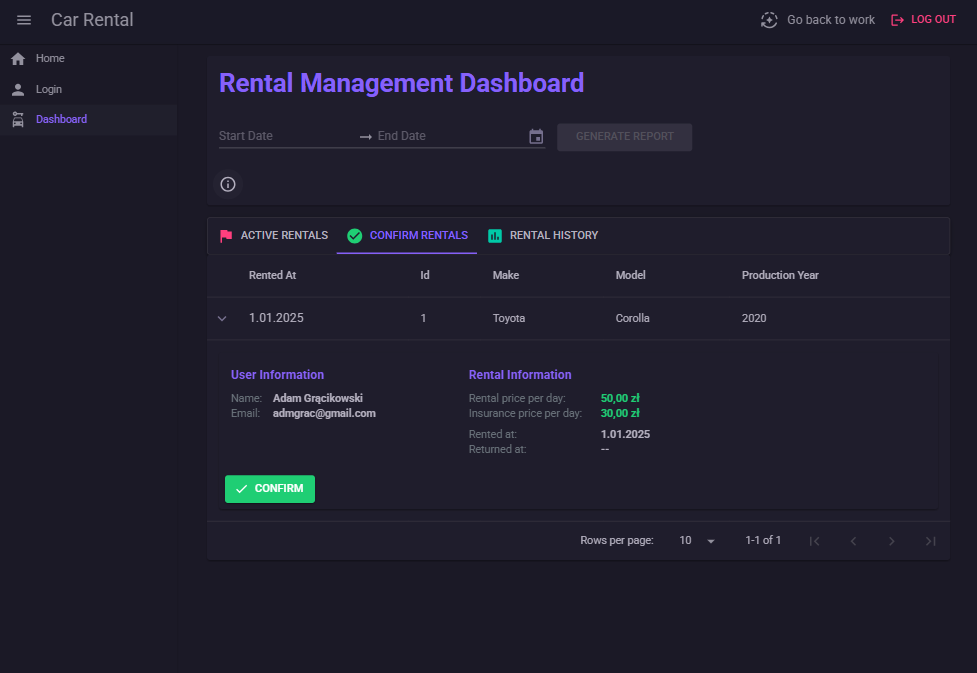 Car Rental
Go back to work
LOG OUT
Home
Login
Dashboard
Rental Management Dashboard
Start Date
End Date
GENERATE REPORT
ACTIVE RENTALS
CONFIRM RENTALS
RENTAL HISTORY
Rented At Id Make Model Production Year
1.01.2025 1 Toyota Corolla 2020
User Information
Name: Adam Grącikowski
Email: admgrac@gmail.com
Rental Information
Rental price per day: 50,00 zł
Insurance price per day: 30,00 zł
Rented at: 1.01.2025
Returned at: --
CONFIRM
Rows per page: 10 1-1 of 1